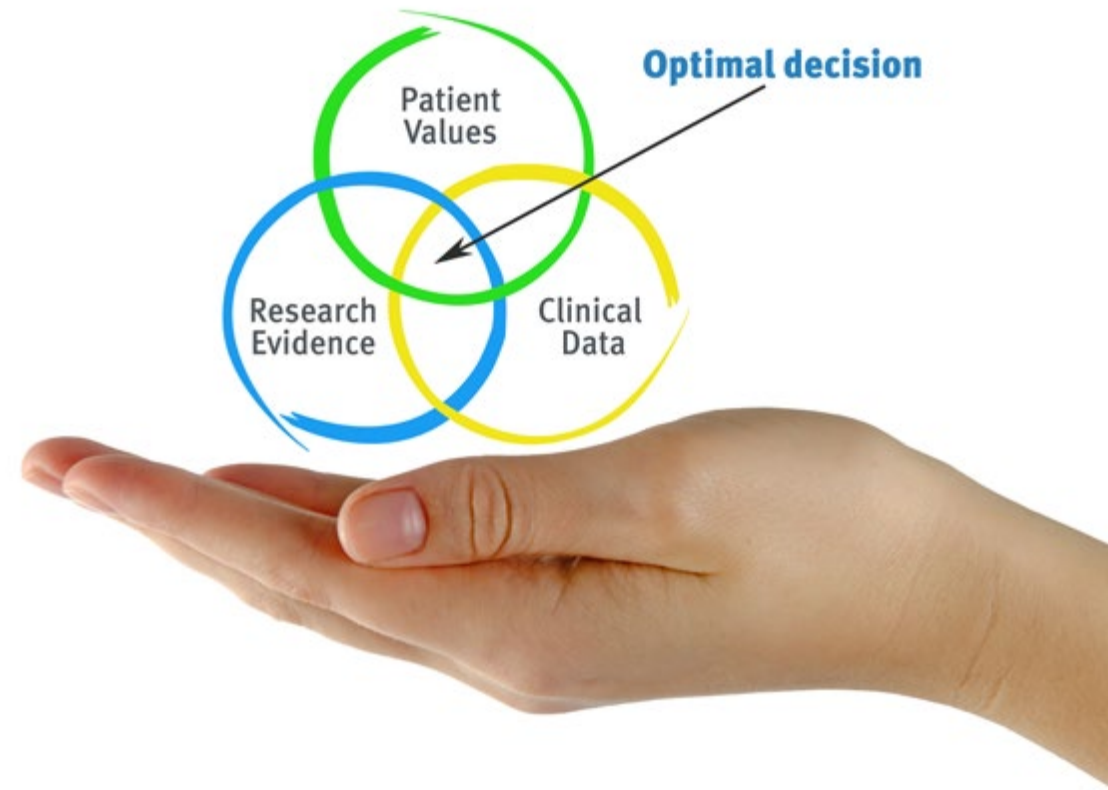 Optimal decision
Patient
Values
Research
Evidence
Clinical
Data